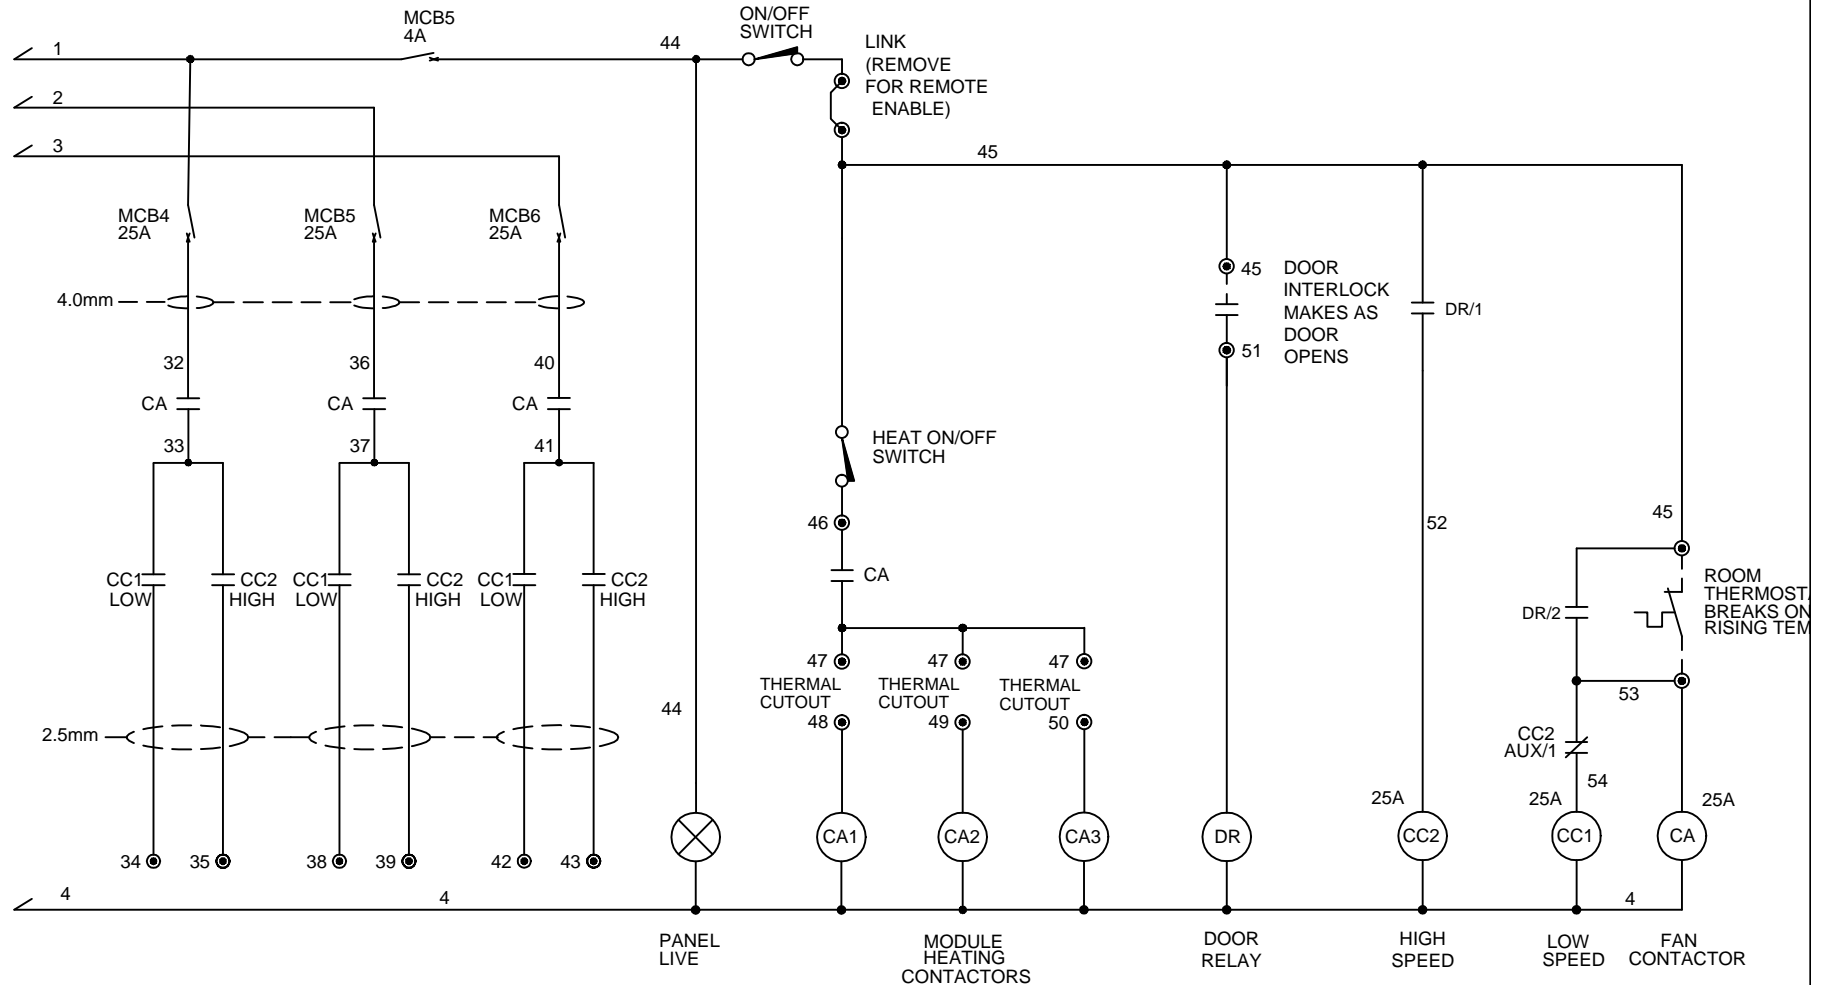 MCB5
4A
ON/OFF
SWITCH
1
44
LINK
(REMOVE
FOR REMOTE
ENABLE)
2
3
45
MCB4
25A
MCB5
25A
MCB6
25A
4.0mm
45
DOOR
INTERLOCK
MAKES AS
DOOR
OPENS
51
DR/1
32
36
40
CA
CA
CA
33
37
41
HEAT ON/OFF
SWITCH
46
52
45
CA
CC1
LOW
CC2
HIGH
CC1
LOW
CC2
HIGH
CC1
LOW
CC2
HIGH
ROOM
THERMOST
BREAKS ON
RISING TEM
DR/2
47
47
47
THERMAL
CUTOUT
THERMAL
CUTOUT
THERMAL
CUTOUT
48
49
50
53
44
2.5mm
CC2
AUX/1
54
25A
25A
25A
CA1
CA2
CA3
DR
CC2
CC1
CA
34
35
38
39
42
43
4
4
4
PANEL
LIVE
MODULE
HEATING
CONTACTORS
DOOR
RELAY
HIGH
SPEED
LOW
SPEED
FAN
CONTACTOR